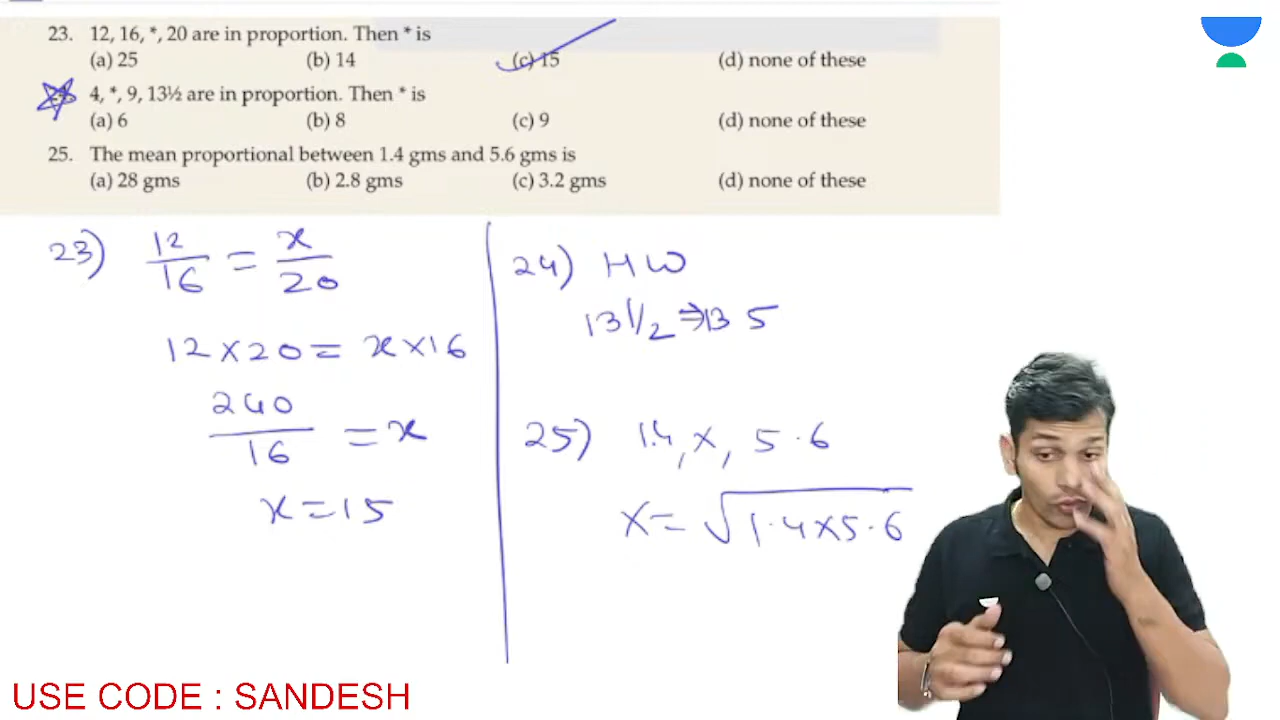 23. 12, 16, *, 20 are in proportion. Then * is
(a) 25 (b) 14 (c) 15 (d) none of these
4, *, 9, 13½ are in proportion. Then * is
(a) 6 (b) 8 (c) 9 (d) none of these
25. The mean proportional between 1.4 gms and 5.6 gms is
(a) 28 gms (b) 2.8 gms (c) 3.2 gms (d) none of these
23) 12/16 = x/20
12 × 20 = x × 16
240/16 = x
x = 15
24) HW
13 1/2 ⇒ 13 5
25) 1.4, x, 5.6
x = √1.4×5.6
USE CODE : SANDESH